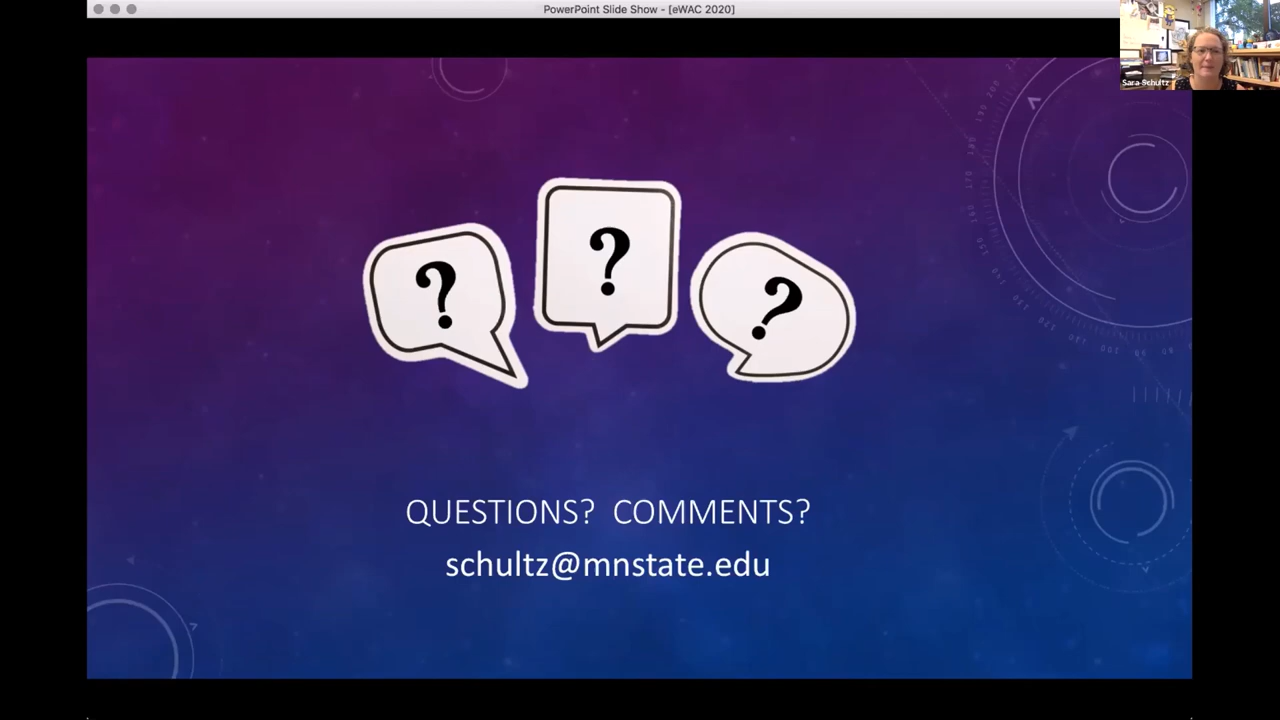 PowerPoint Slide Show - [eWAC 2020]
Sara Schultz
?
?
?
QUESTIONS? COMMENTS?
schultz@mnstate.edu